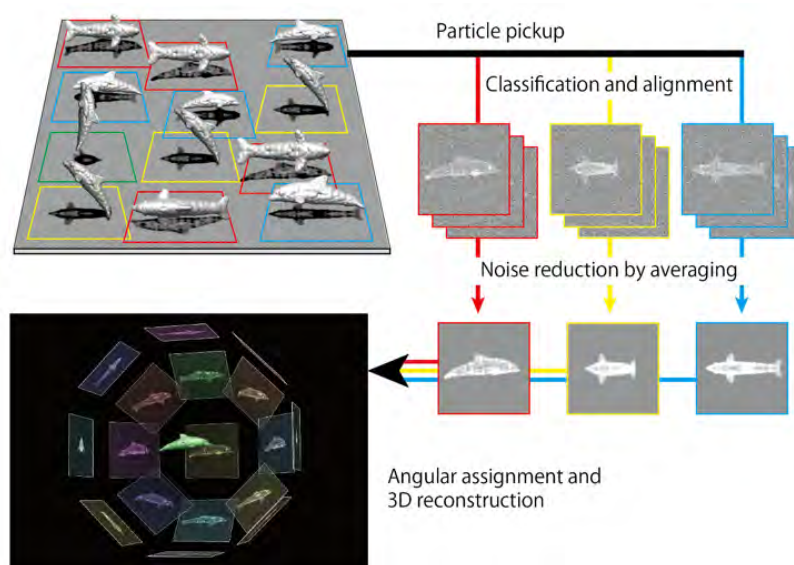 Particle pickup
Classification and alignment
Noise reduction by averaging
Angular assignment and
3D reconstruction